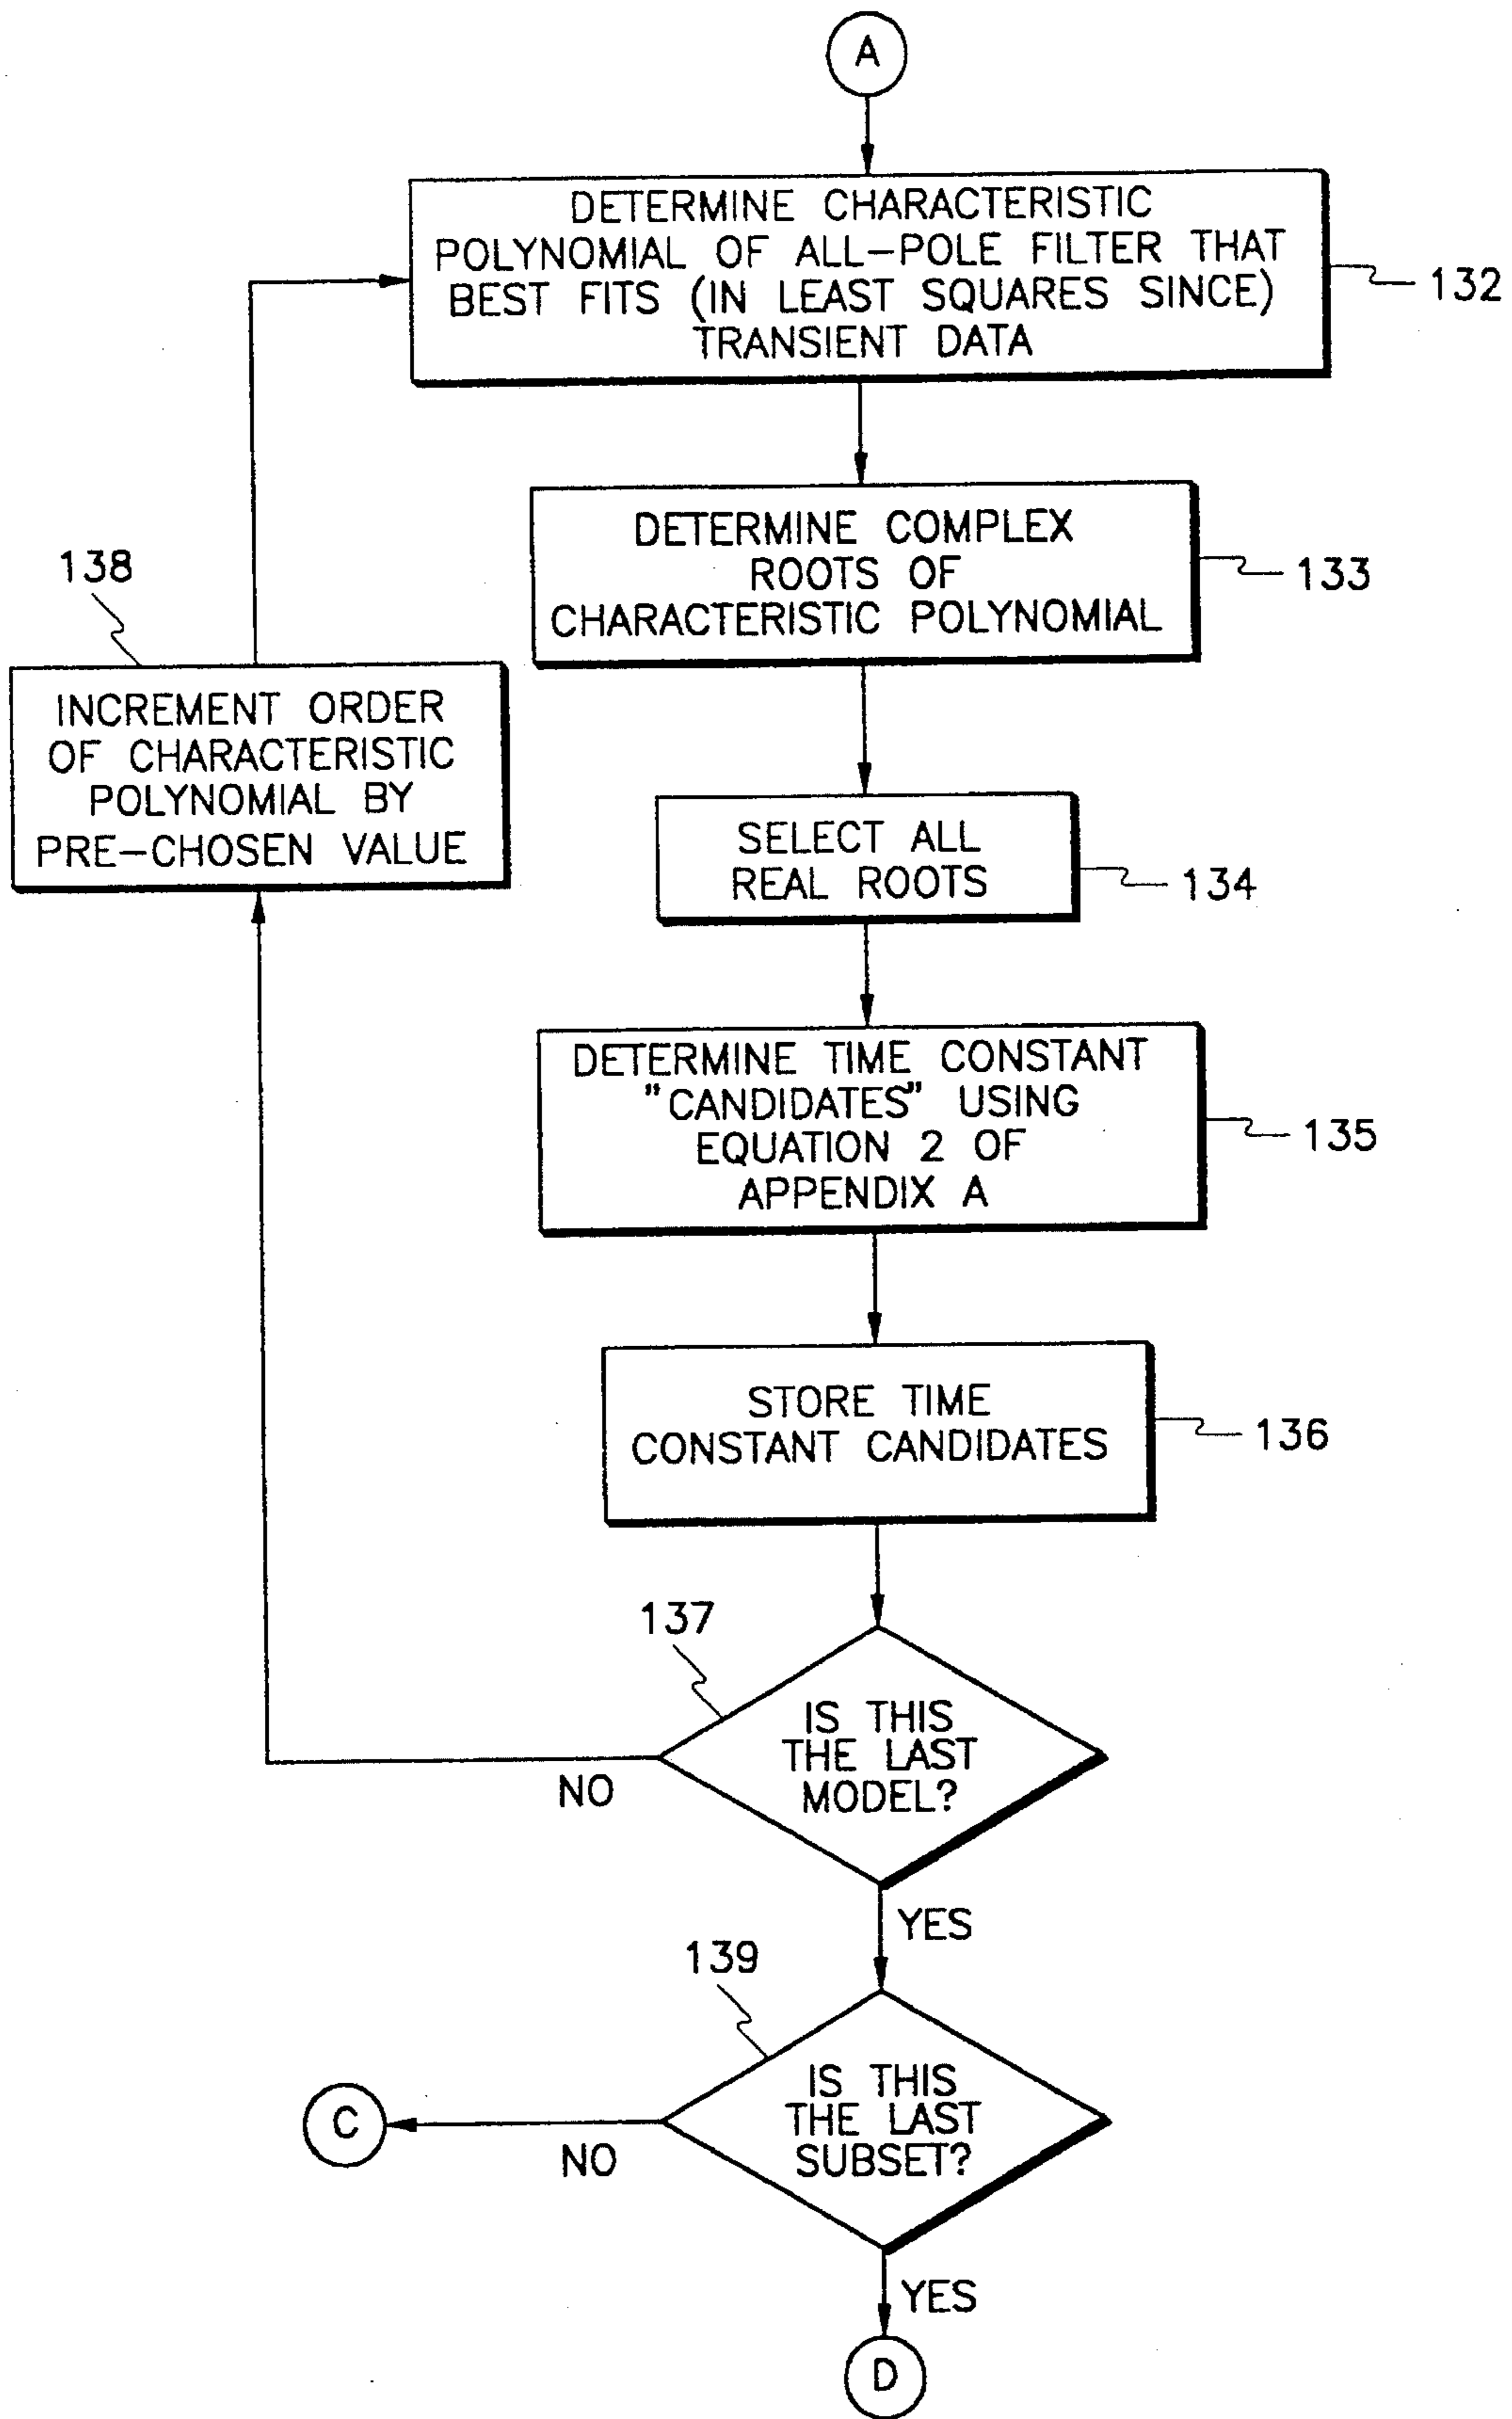 A
DETERMINE CHARACTERISTIC
POLYNOMIAL OF ALL-POLE FILTER THAT
BEST FITS (IN LEAST SQUARES SINCE)
TRANSIENT DATA
132
DETERMINE COMPLEX
ROOTS OF
CHARACTERISTIC POLYNOMIAL
133
138
INCREMENT ORDER
OF CHARACTERISTIC
POLYNOMIAL BY
PRE-CHOSEN VALUE
SELECT ALL
REAL ROOTS
134
DETERMINE TIME CONSTANT
"CANDIDATES" USING
EQUATION 2 OF
APPENDIX A
135
STORE TIME
CONSTANT CANDIDATES
136
137
IS THIS
THE LAST
MODEL?
NO
YES
139
IS THIS
THE LAST
SUBSET?
C
NO
YES
D